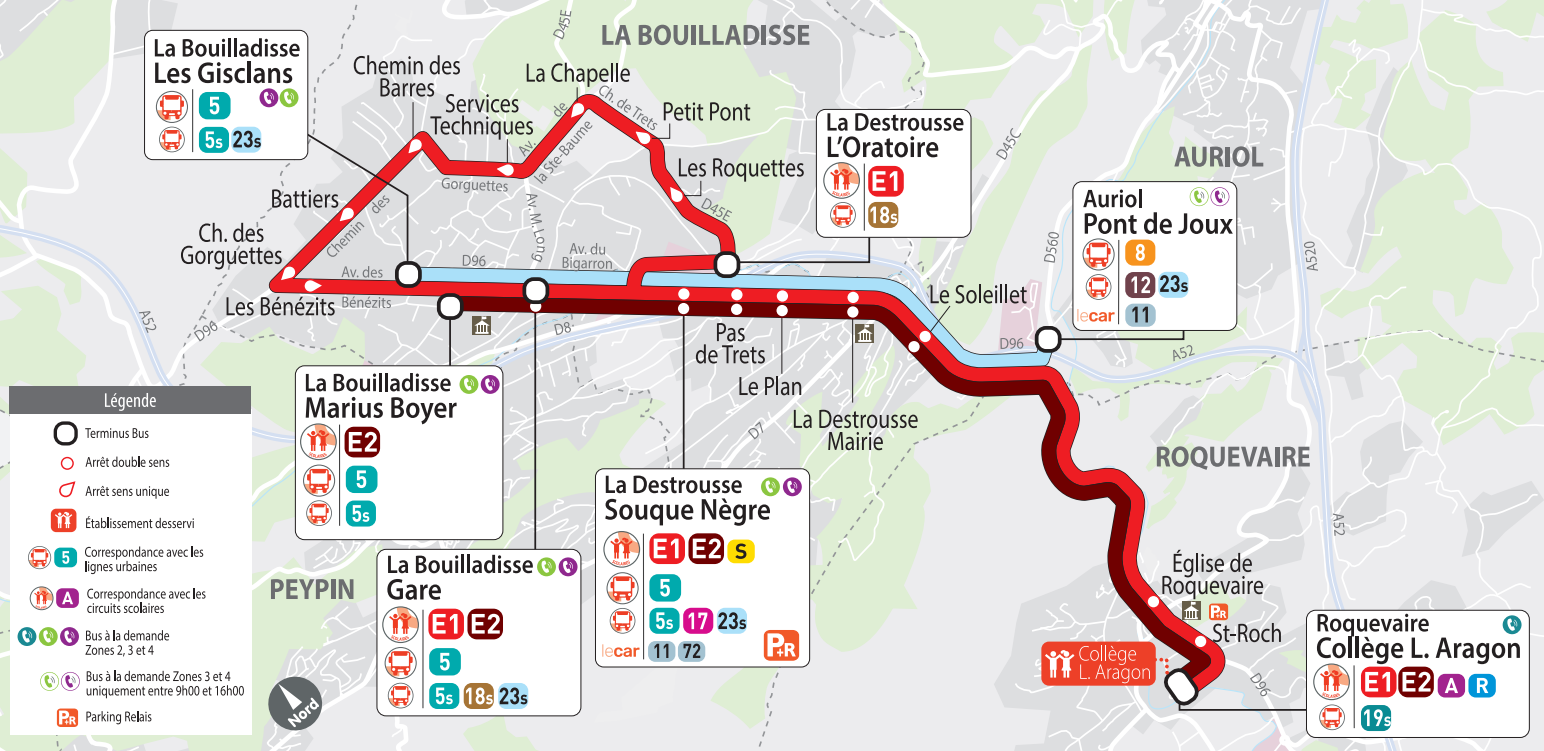 LA BOUILLADISSE
D45E
La Bouilladisse
Les Gisclans
5
5s 23s
Chemin des
Barres
Services
Techniques
La Chapelle
Ch. de Trets
Petit Pont
Av. de
la Ste-Baume
Gorguettes
Les Roquettes
D45E
Battiers
Chemin des
Av. M. Long
Ch. des
Gorguettes
La Destrousse
L'Oratoire
E1
18s
D45C
AURIOL
Auriol
Pont de Joux
8
12 23s
lecar 11
D560
A520
Av. des
Bénézits
D96
Av. du
Bigarron
Les Bénézits
A52
D96
D8
Le Soleillet
D96
A52
Pas
de Trets
Le Plan
La Destrousse
Mairie
D7
La Bouilladisse
Marius Boyer
E2
5
5s
La Bouilladisse
Gare
E1 E2
5
5s 18s 23s
La Destrousse
Souque Nègre
E1 E2 S
5
5s 17 23s
lecar 11 72
P+R
ROQUEVAIRE
A52
PEYPIN
Église de
Roquevaire
P+R
St-Roch
Collège
L. Aragon
D96
Roquevaire
Collège L. Aragon
E1 E2 A R
19s
Légende
Terminus Bus
Arrêt double sens
Arrêt sens unique
Établissement desservi
5 Correspondance avec les
lignes urbaines
A Correspondance avec les
circuits scolaires
Bus à la demande
Zones 2, 3 et 4
Bus à la demande Zones 3 et 4
uniquement entre 9h00 et 16h00
P+R Parking Relais
Nord